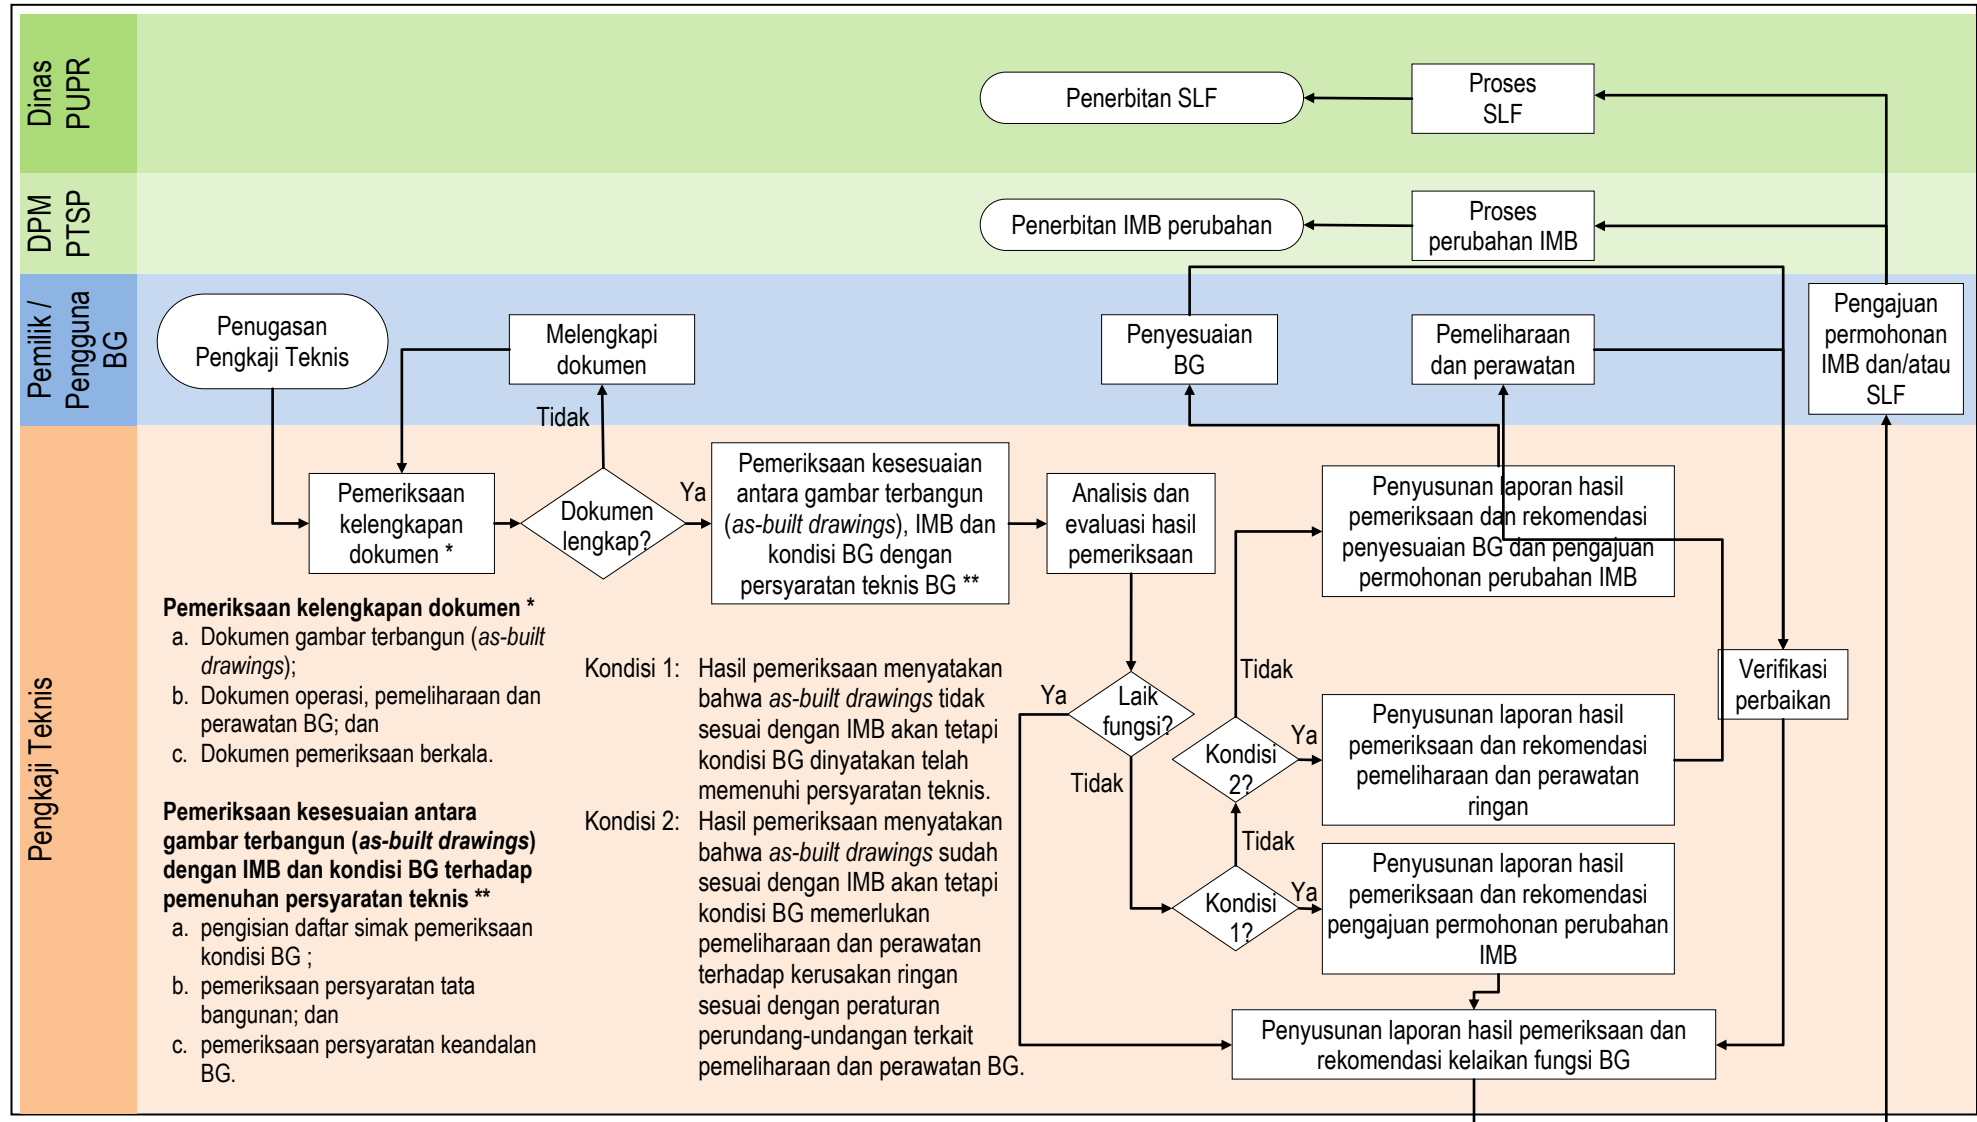 Dinas
PUPR
Penerbitan SLF
Proses
SLF
DPM
PTSP
Penerbitan IMB perubahan
Proses
perubahan IMB
Pemilik /
Pengguna
BG
Penugasan
Pengkaji Teknis
Melengkapi
dokumen
Penyesuaian
BG
Pemeliharaan
dan perawatan
Pengajuan
permohonan
IMB dan/atau
SLF
Tidak
Pengkaji Teknis
Pemeriksaan
kelengkapan
dokumen *
Dokumen
lengkap?
Ya
Pemeriksaan kesesuaian
antara gambar terbangun
(as-built drawings), IMB dan
kondisi BG dengan
persyaratan teknis BG **
Analisis dan
evaluasi hasil
pemeriksaan
Penyusunan laporan hasil
pemeriksaan dan rekomendasi
penyesuaian BG dan pengajuan
permohonan perubahan IMB
Pemeriksaan kelengkapan dokumen *
a. Dokumen gambar terbangun (as-built
drawings);
b. Dokumen operasi, pemeliharaan dan
perawatan BG; dan
c. Dokumen pemeriksaan berkala.
Pemeriksaan kesesuaian antara
gambar terbangun (as-built drawings)
dengan IMB dan kondisi BG terhadap
pemenuhan persyaratan teknis **
a. pengisian daftar simak pemeriksaan
kondisi BG ;
b. pemeriksaan persyaratan tata
bangunan; dan
c. pemeriksaan persyaratan keandalan
BG.
Kondisi 1: Hasil pemeriksaan menyatakan
bahwa as-built drawings tidak
sesuai dengan IMB akan tetapi
kondisi BG dinyatakan telah
memenuhi persyaratan teknis.
Kondisi 2: Hasil pemeriksaan menyatakan
bahwa as-built drawings sudah
sesuai dengan IMB akan tetapi
kondisi BG memerlukan
pemeliharaan dan perawatan
terhadap kerusakan ringan
sesuai dengan peraturan
perundang-undangan terkait
pemeliharaan dan perawatan BG.
Ya
Laik
fungsi?
Tidak
Tidak
Kondisi
2?
Ya
Penyusunan laporan hasil
pemeriksaan dan rekomendasi
pemeliharaan dan perawatan
ringan
Verifikasi
perbaikan
Tidak
Kondisi
1?
Ya
Penyusunan laporan hasil
pemeriksaan dan rekomendasi
pengajuan permohonan perubahan
IMB
Penyusunan laporan hasil pemeriksaan dan
rekomendasi kelaikan fungsi BG